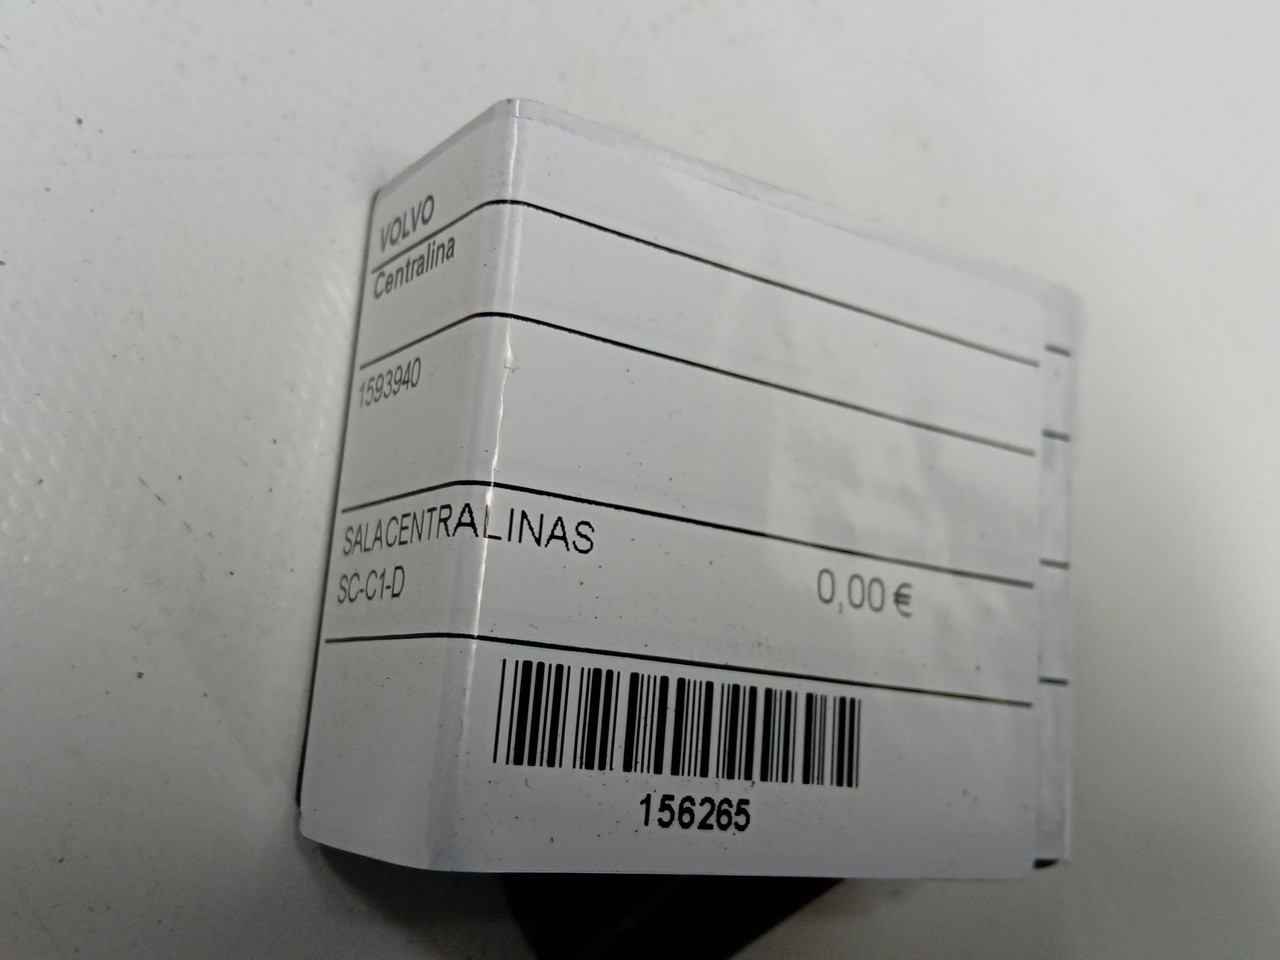 VOLVO
Centralina
1593940
SALACENTRALINAS
SC-C1-D
0,00 €
156265